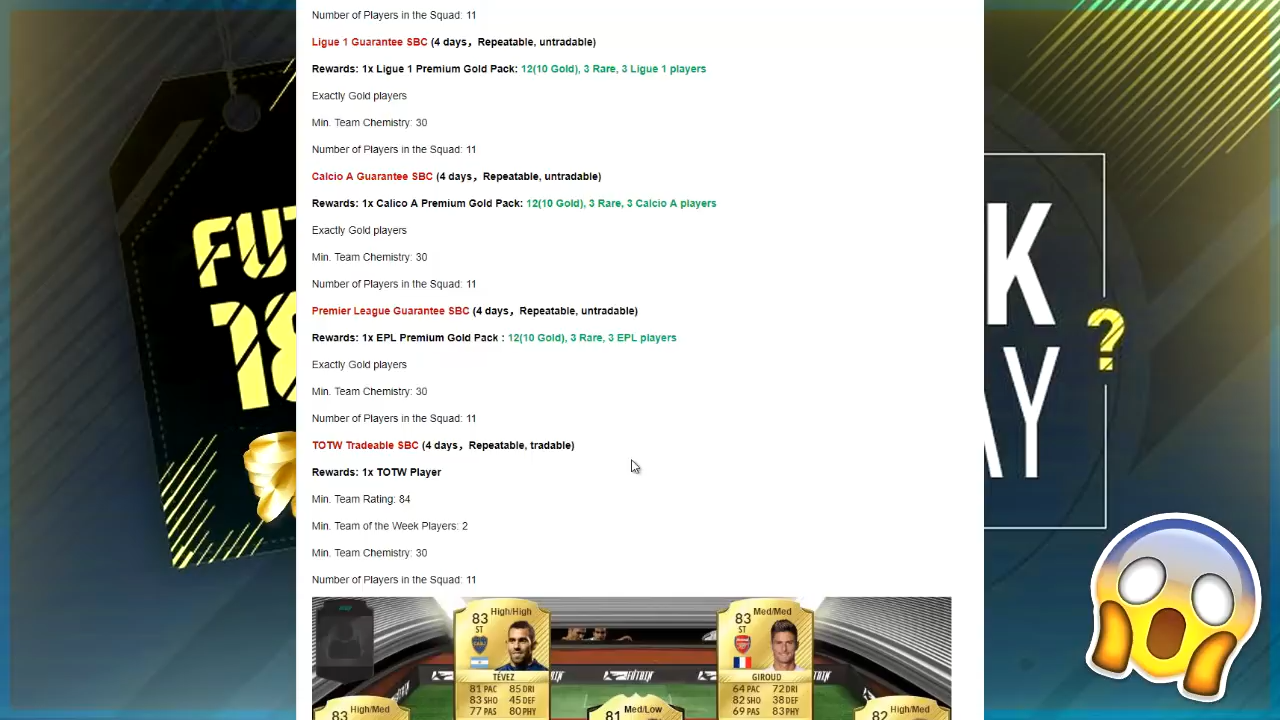 Number of Players in the Squad: 11
Ligue 1 Guarantee SBC (4 days，Repeatable, untradable)
Rewards: 1x Ligue 1 Premium Gold Pack: 12(10 Gold), 3 Rare, 3 Ligue 1 players
Exactly Gold players
Min. Team Chemistry: 30
Number of Players in the Squad: 11
Calcio A Guarantee SBC (4 days，Repeatable, untradable)
Rewards: 1x Calico A Premium Gold Pack: 12(10 Gold), 3 Rare, 3 Calcio A players
Exactly Gold players
Min. Team Chemistry: 30
Number of Players in the Squad: 11
Premier League Guarantee SBC (4 days，Repeatable, untradable)
Rewards: 1x EPL Premium Gold Pack : 12(10 Gold), 3 Rare, 3 EPL players
Exactly Gold players
Min. Team Chemistry: 30
Number of Players in the Squad: 11
TOTW Tradeable SBC (4 days，Repeatable, tradable)
Rewards: 1x TOTW Player
Min. Team Rating: 84
Min. Team of the Week Players: 2
Min. Team Chemistry: 30
Number of Players in the Squad: 11
FUT
18
K
AY
?
83 High/High
ST
TÉVEZ
81 PAC 85 DRI
83 SHO 45 DEF
77 PAS 80 PHY
83 Med/Med
ST
GIROUD
64 PAC 72 DRI
82 SHO 38 DEF
69 PAS 83 PHY
83 High/Med
81 Med/Low
82 High/Med